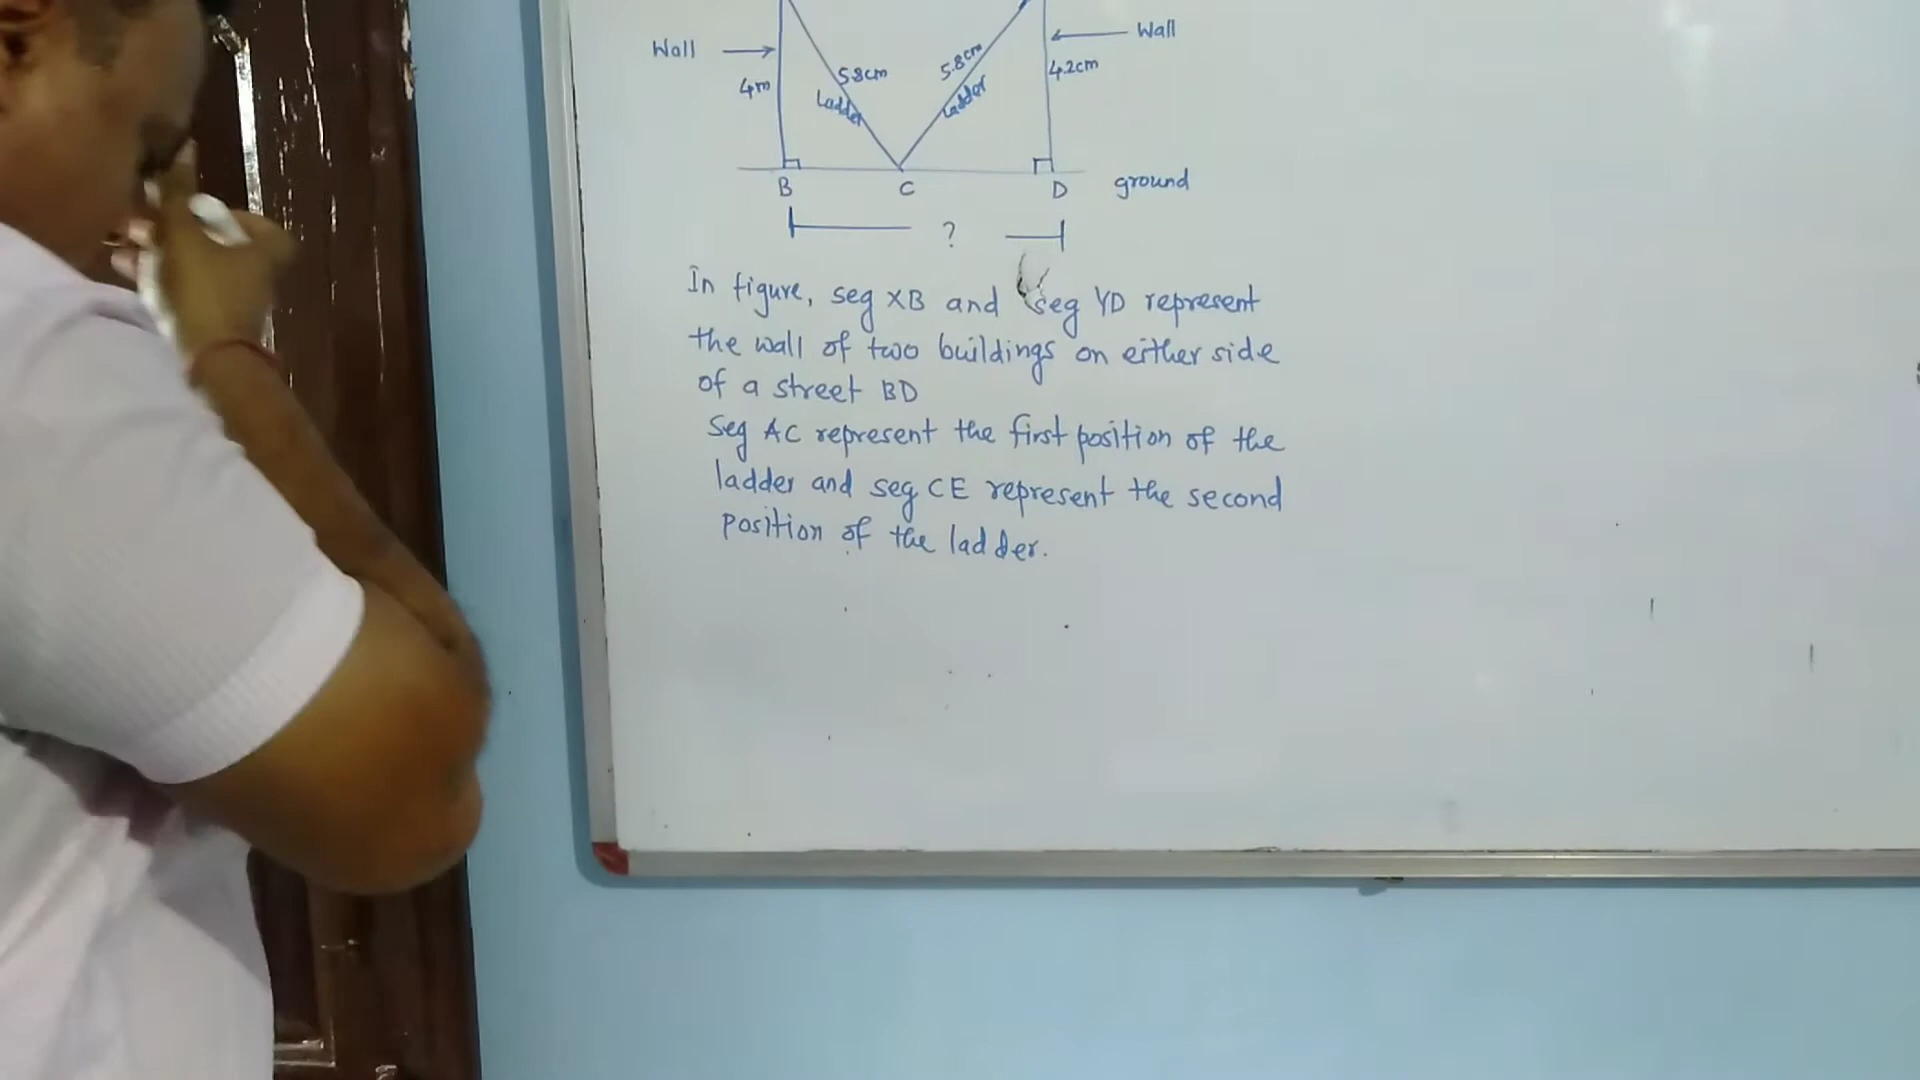 Wall
Wall
4m
58cm
Ladder
5.8cm
Ladder
4.2cm
B
C
D
ground
?
In figure, seg XB and seg YD represent
the wall of two buildings on either side
of a street BD
Seg AC represent the first position of the
ladder and seg CE represent the second
position of the ladder.